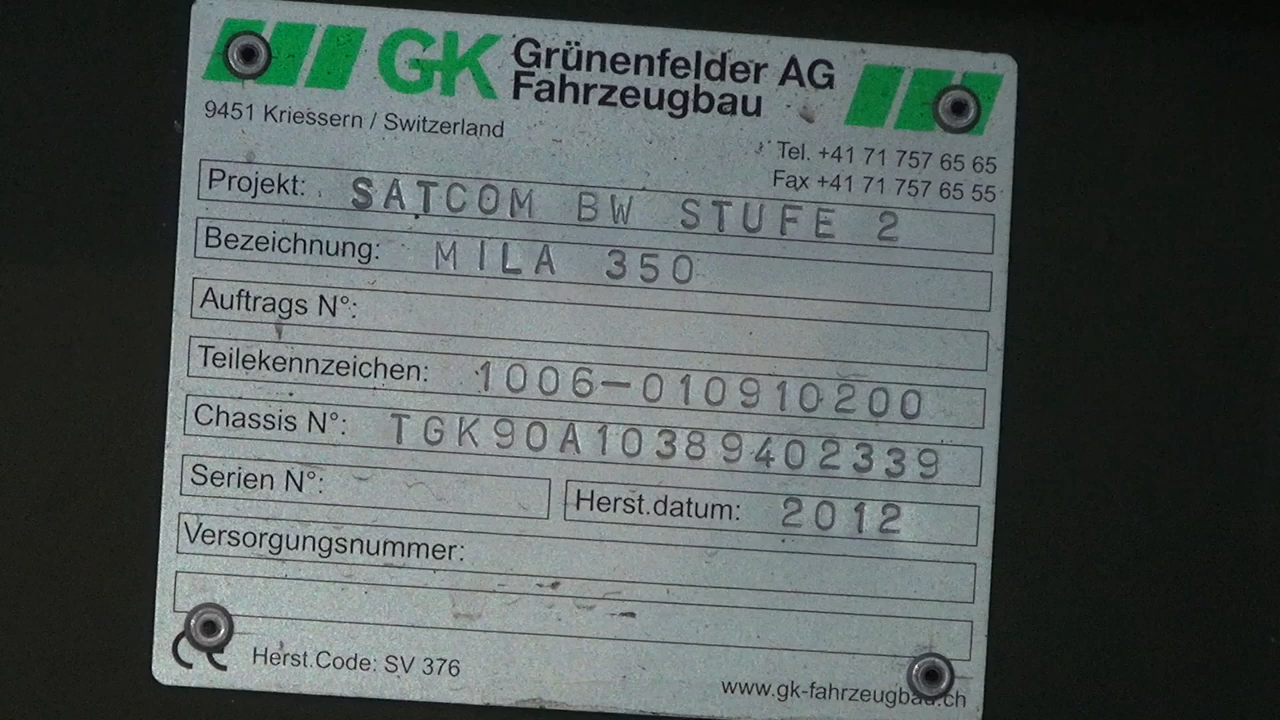 GK Grünenfelder AG
Fahrzeugbau
9451 Kriessern / Switzerland
Tel. +41 71 757 65 65
Fax +41 71 757 65 55
Projekt: SATCOM BW STUFE 2
Bezeichnung: MILA 350
Auftrags N°:
Teilekennzeichen: 1006-010910200
Chassis N°: TGK90A10389402339
Serien N°: Herst.datum: 2012
Versorgungsnummer:
CE Herst.Code: SV 376
www.gk-fahrzeugbau.ch